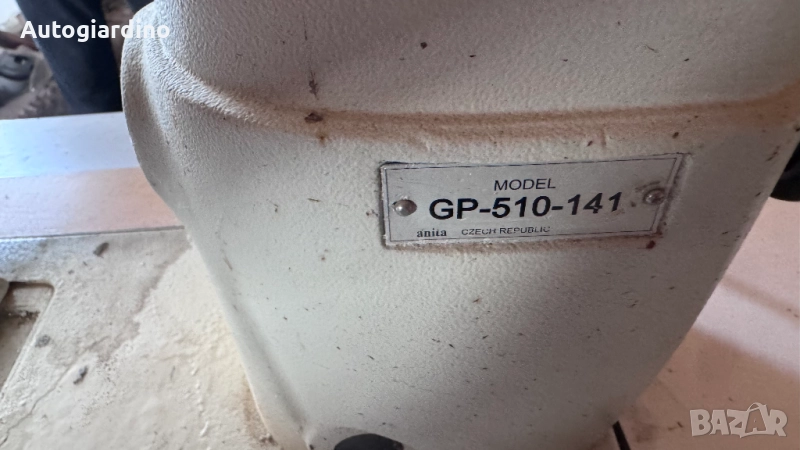 Autogiardino
MODEL
GP-510-141
anita CZECH REPUBLIC
BAZAR